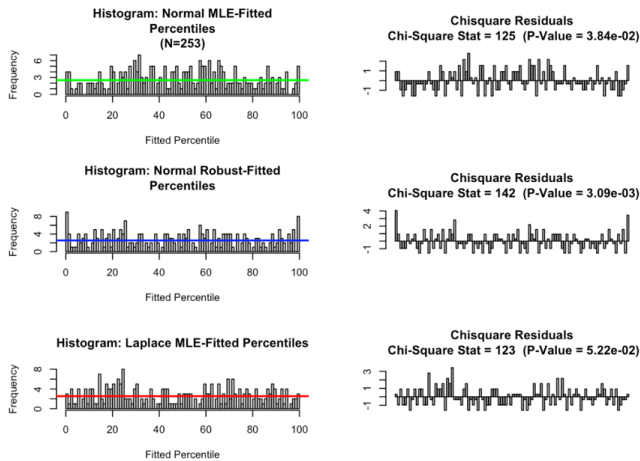 Histogram: Normal MLE-Fitted
Percentiles
(N=253)
Frequency
0 3 6
0 20 40 60 80 100
Fitted Percentile
Chisquare Residuals
Chi-Square Stat = 125 (P-Value = 3.84e-02)
-1 1
Histogram: Normal Robust-Fitted
Percentiles
Frequency
0 4 8
0 20 40 60 80 100
Fitted Percentile
Chisquare Residuals
Chi-Square Stat = 142 (P-Value = 3.09e-03)
-1 2 4
Histogram: Laplace MLE-Fitted Percentiles
Frequency
0 4 8
0 20 40 60 80 100
Fitted Percentile
Chisquare Residuals
Chi-Square Stat = 123 (P-Value = 5.22e-02)
-1 1 3